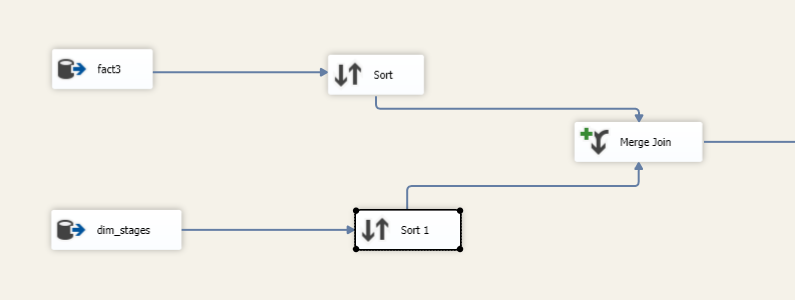 fact3
Sort
Merge Join
dim_stages
Sort 1